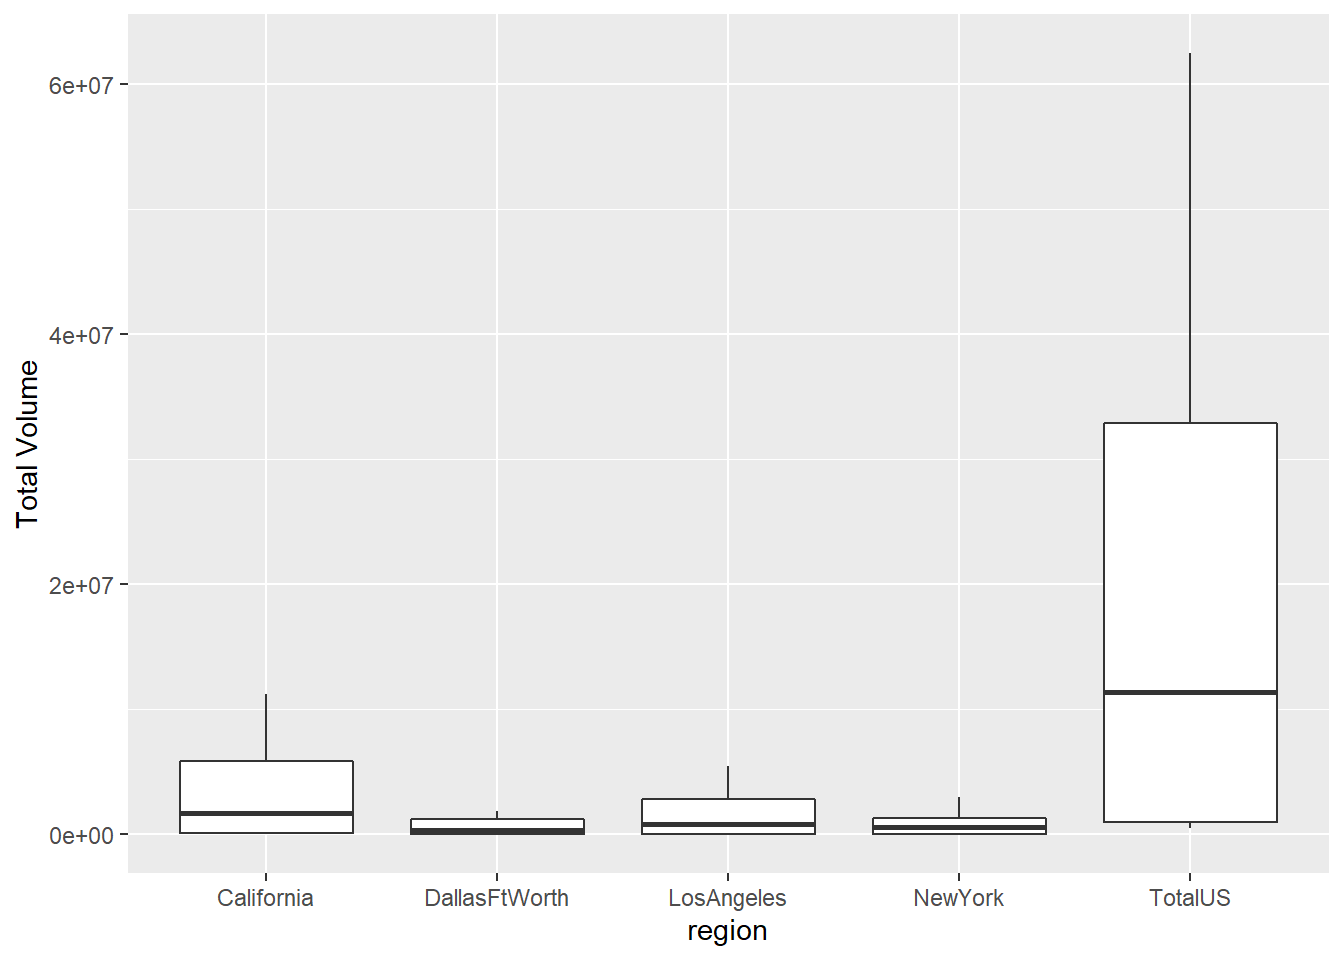 6e+07
4e+07
2e+07
0e+00
Total Volume
California
DallasFtWorth
LosAngeles
NewYork
TotalUS
region